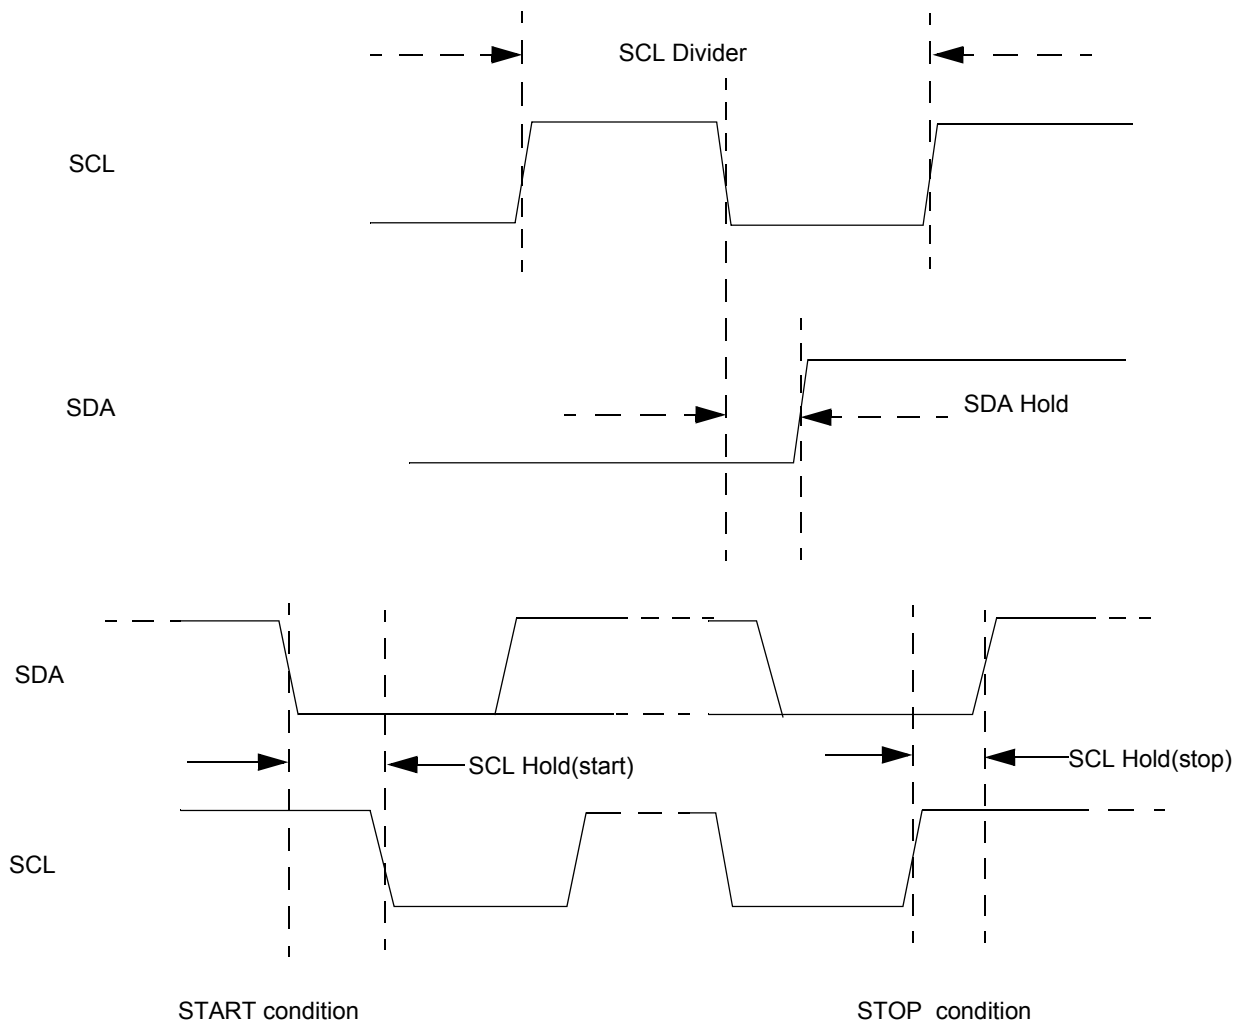 SCL Divider
SCL
SDA
SDA Hold
SDA
SCL Hold(start)
SCL Hold(stop)
SCL
START condition
STOP condition